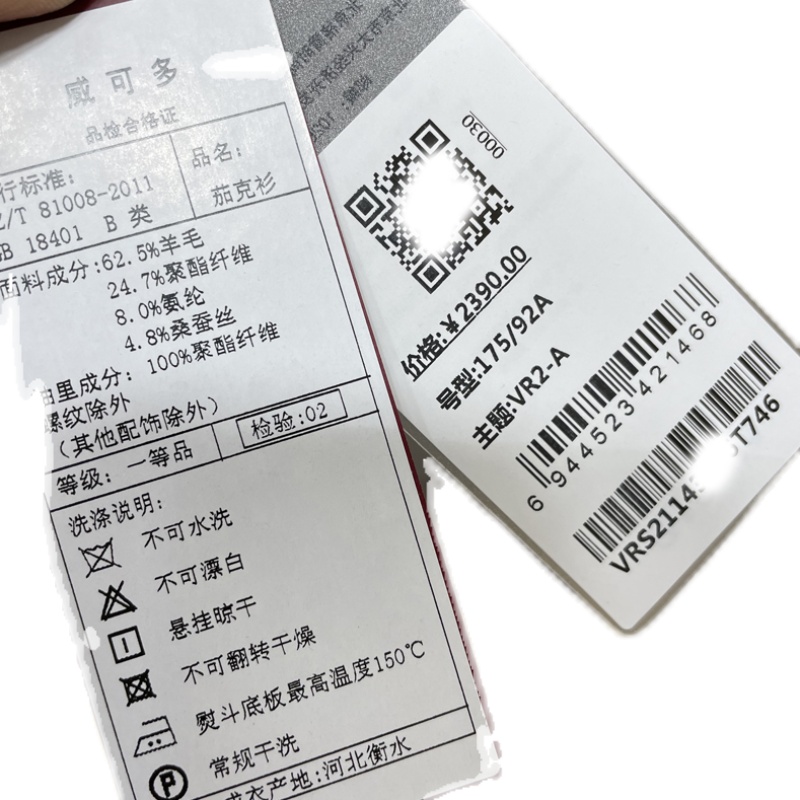 威可多
品检合格证
行标准:
/T 81008-2011
GB 18401 B 类
品名:
茄克衫
面料成分:62.5%羊毛
24.7%聚酯纤维
8.0%氨纶
4.8%桑蚕丝
里成分: 100%聚酯纤维
螺纹除外
(其他配饰除外)
等级: 一等品
检验:02
洗涤说明:
不可水洗
不可漂白
悬挂晾干
不可翻转干燥
熨斗底板最高温度150℃
P
常规干洗
成衣产地:河北衡水
00030
价格:¥2390.00
号型:175/92A
主题:VR2-A
6 944523 421468
VRS2114
T746